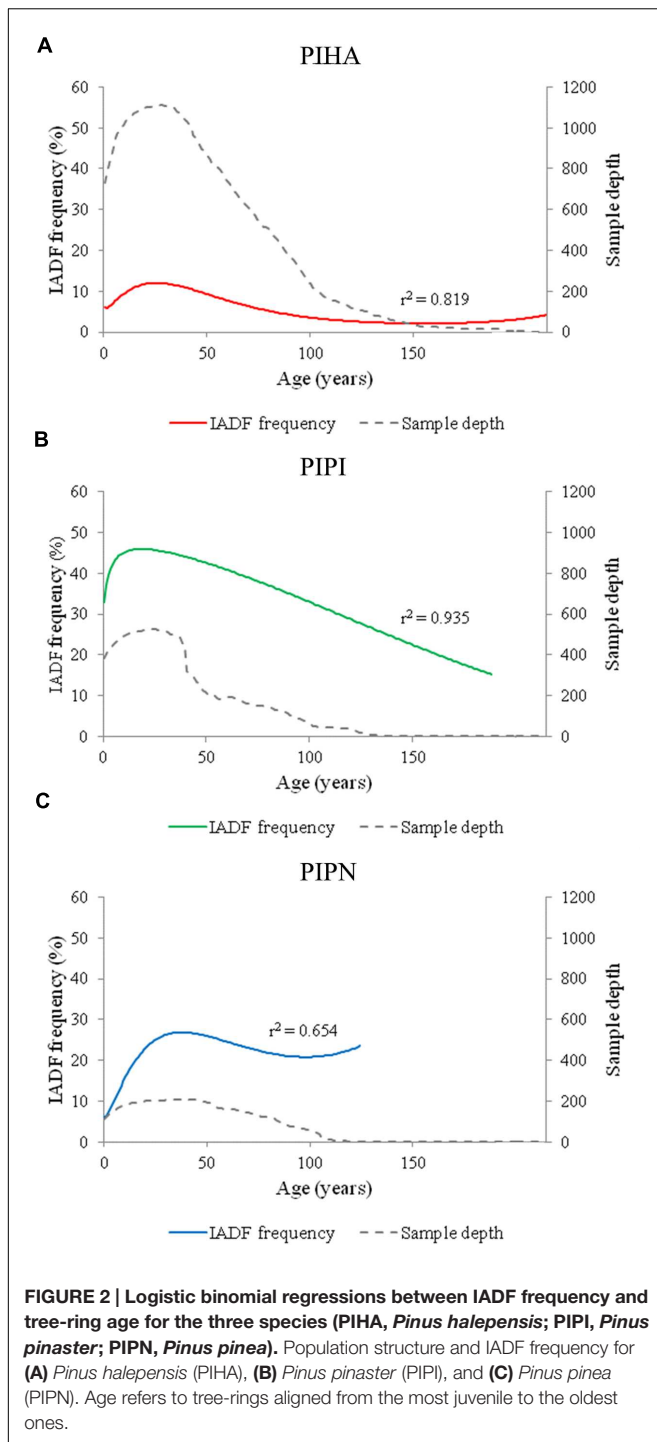 A
PIHA
IADF frequency (%)
60
50
40
30
20
10
0
1200
1000
800
600
400
200
0
Sample depth
r² = 0.819
0 50 100 150
Age (years)
IADF frequency Sample depth
B
PIPI
IADF frequency (%)
60
50
40
30
20
10
0
1200
1000
800
600
400
200
0
Sample depth
r² = 0.935
0 50 100 150
Age (years)
C
IADF frequency Sample depth
PIPN
IADF frequency (%)
60
50
40
30
20
10
0
1200
1000
800
600
400
200
0
Sample depth
r² = 0.654
0 50 100 150
Age (years)
IADF frequency Sample depth
FIGURE 2 | Logistic binomial regressions between IADF frequency and
tree-ring age for the three species (PIHA, Pinus halepensis; PIPI, Pinus
pinaster; PIPN, Pinus pinea). Population structure and IADF frequency for
(A) Pinus halepensis (PIHA), (B) Pinus pinaster (PIPI), and (C) Pinus pinea
(PIPN). Age refers to tree-rings aligned from the most juvenile to the oldest
ones.